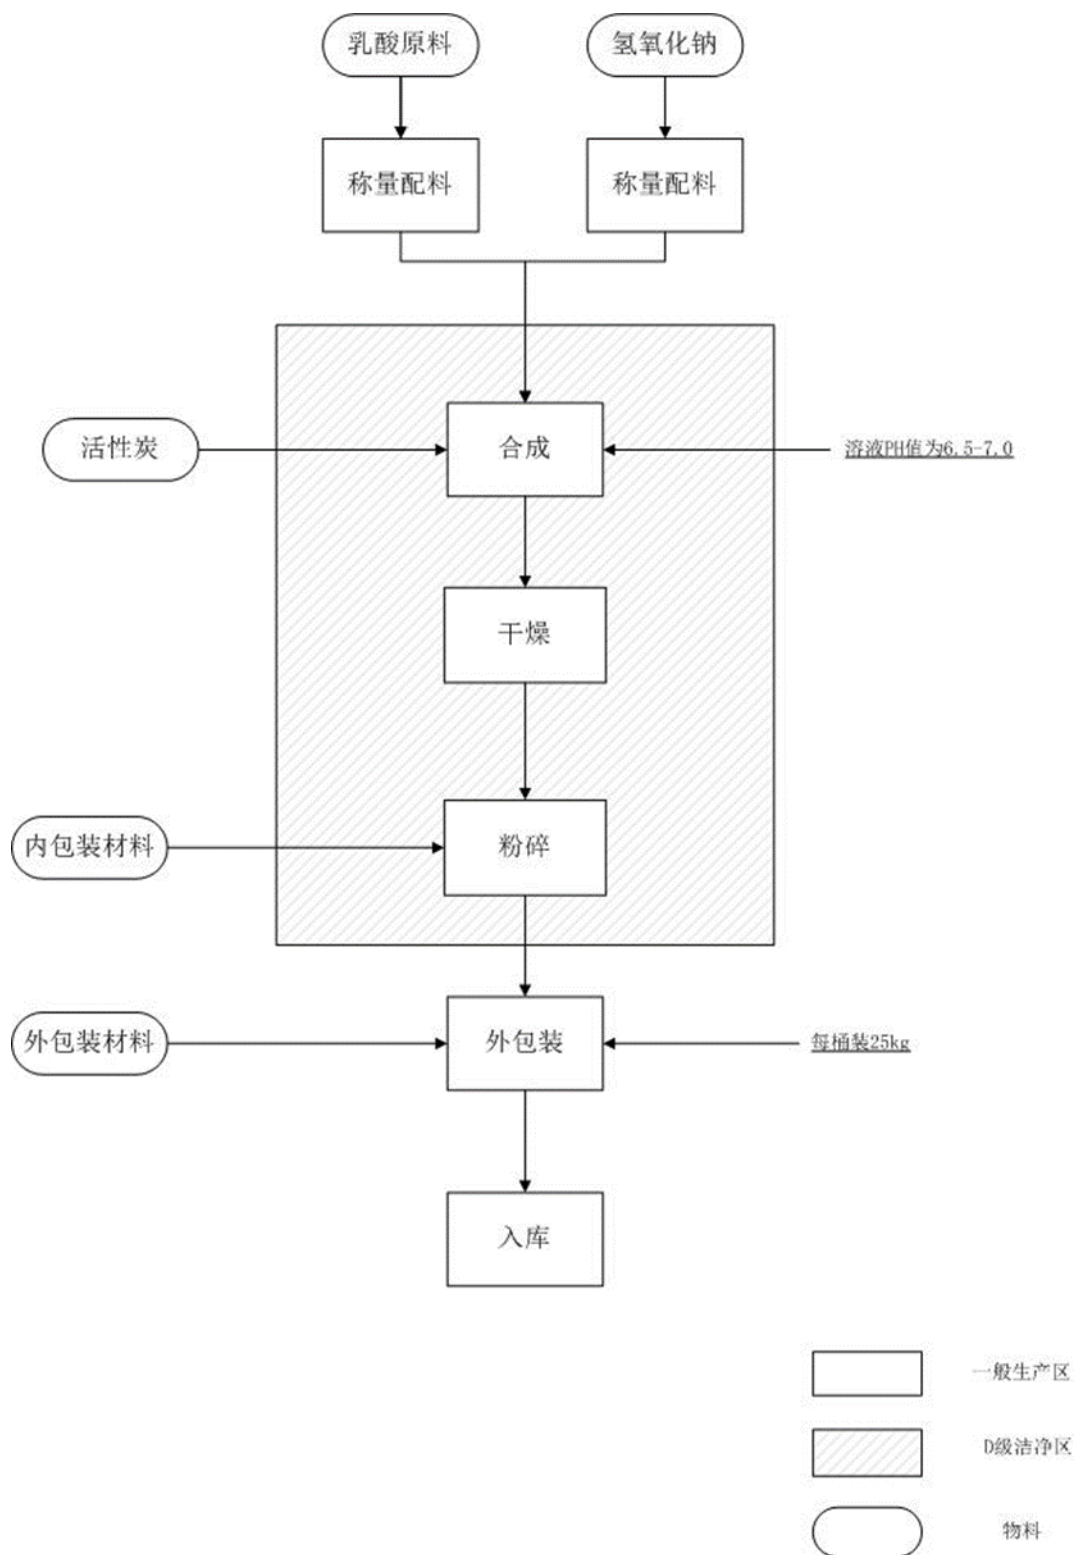 乳酸原料
氢氧化钠
称量配料
称量配料
活性炭
合成
溶液PH值为6.5-7.0
干燥
内包装材料
粉碎
外包装材料
外包装
每桶装25kg
入库
一般生产区
D级洁净区
物料